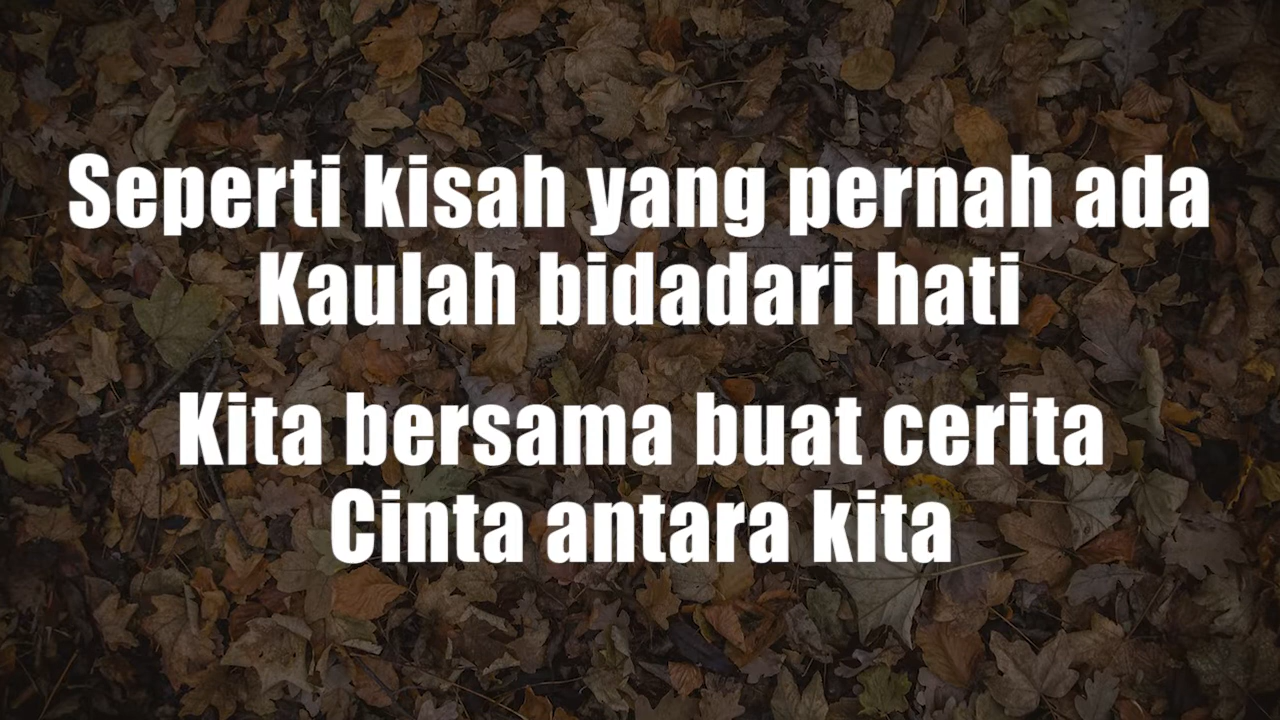 Seperti kisah yang pernah ada
Kaulah bidadari hati
Kita bersama buat cerita
Cinta antara kita